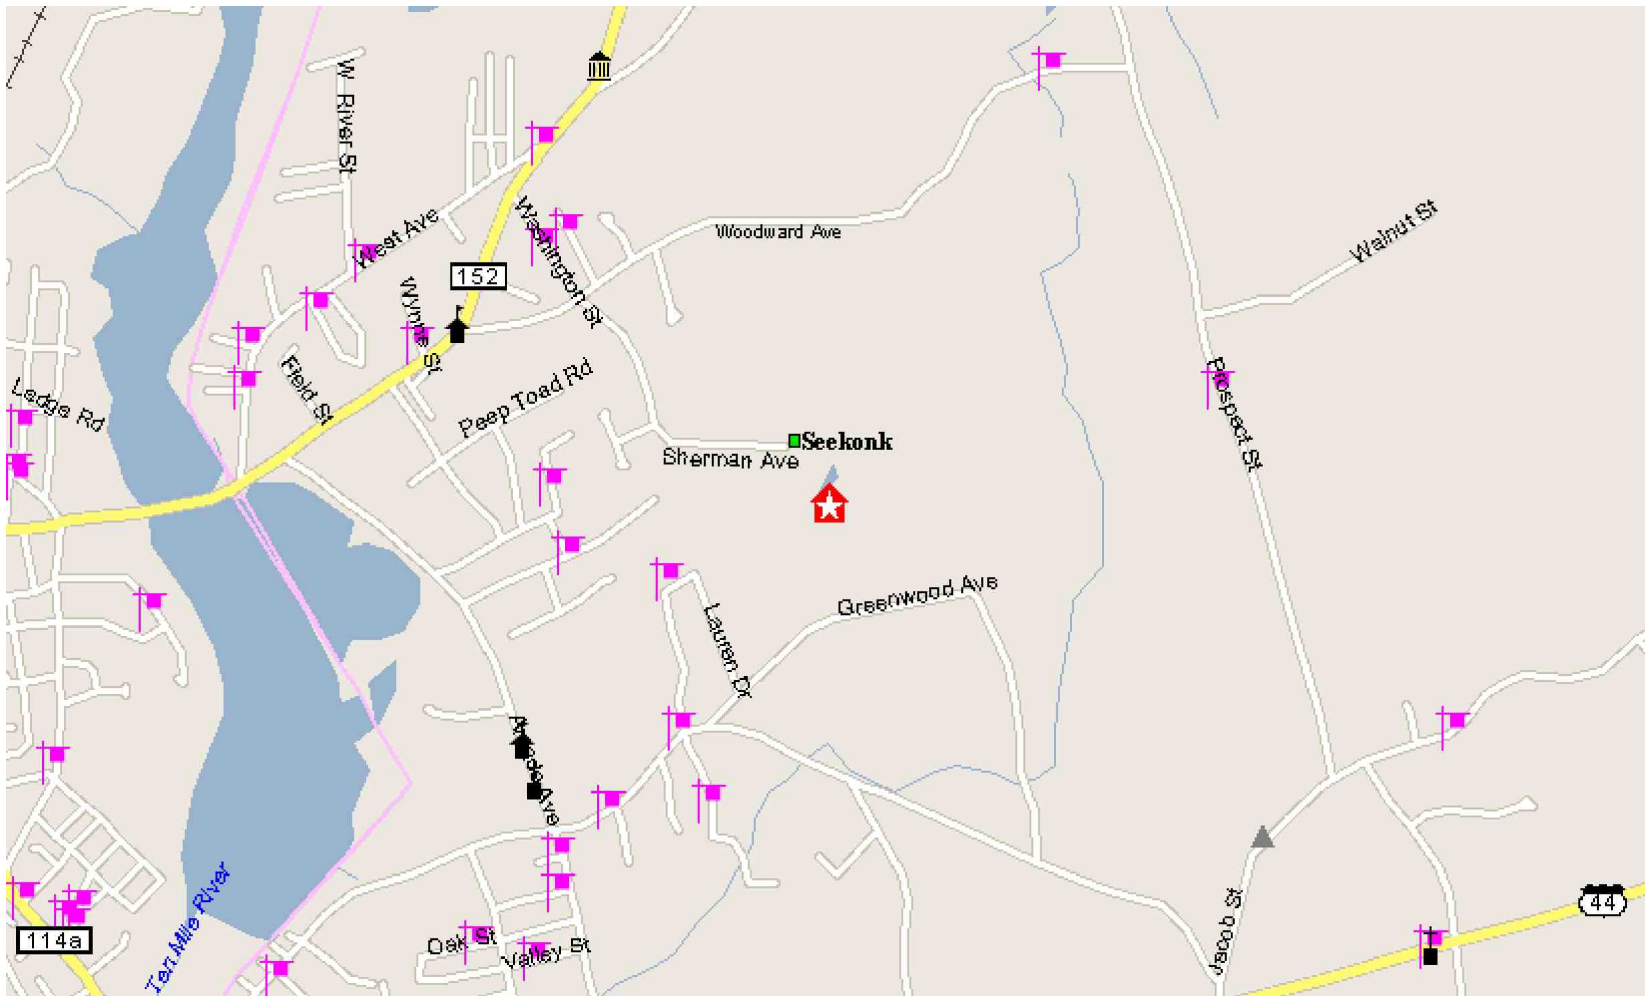 W River St
West Ave
Washington St
Woodward Ave
Walnut St
152
Wynne St
Field St
Peep Toad Rd
Ledge Rd
Prospect St
Seekonk
Sherman Ave
Greenwood Ave
Lauren Dr
Ave
Ten Mile River
Jacob St
44
114a
Oak St
Valley St